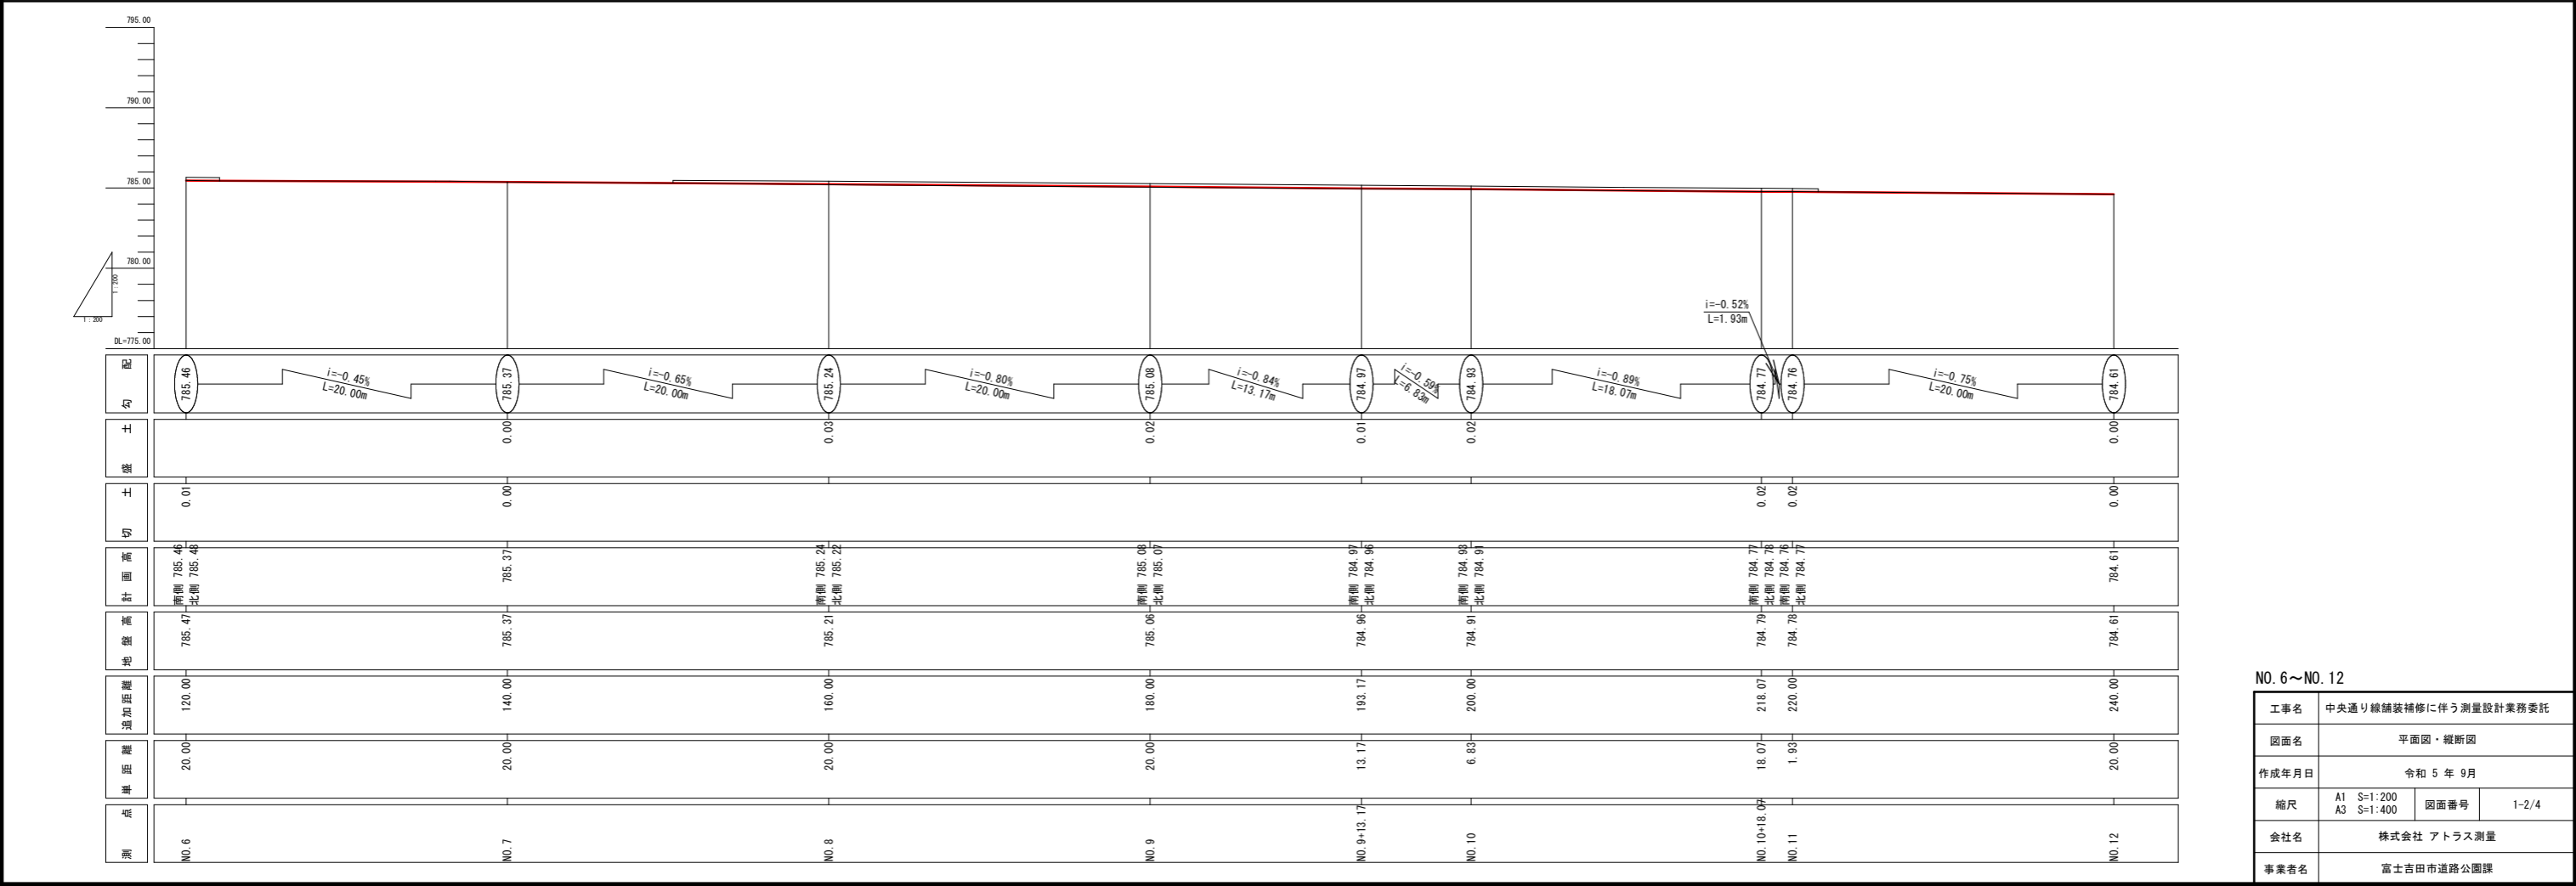 795.00
790.00
785.00
780.00
1:200
1:200
DL=775.00
i=-0.52%
L=1.93m
勾配
785.46
i=-0.45%
L=20.00m
785.37
i=-0.65%
L=20.00m
785.24
i=-0.80%
L=20.00m
785.08
i=-0.84%
L=13.17m
784.97
i=-0.59%
L=6.83m
784.93
i=-0.89%
L=18.07m
784.77
784.76
i=-0.75%
L=20.00m
784.61
盛土
0.00
0.03
0.02
0.01
0.02
0.00
切土
0.01
0.00
0.02
0.02
0.00
計画高
南側 785.46
北側 785.48
785.37
南側 785.24
北側 785.22
南側 785.08
北側 785.07
南側 784.97
北側 784.96
南側 784.93
北側 784.91
南側 784.77
北側 784.78
南側 784.76
北側 784.77
784.61
地盤高
785.47
785.37
785.21
785.06
784.96
784.91
784.79
784.78
784.61
追加距離
120.00
140.00
160.00
180.00
193.17
200.00
218.07
220.00
240.00
単距離
20.00
20.00
20.00
20.00
13.17
6.83
18.07
1.93
20.00
測点
NO.6
NO.7
NO.8
NO.9
NO.9+13.17
NO.10
NO.10+18.07
NO.11
NO.12
NO.6～NO.12
工事名 中央通り線舗装補修に伴う測量設計業務委託
図面名 平面図・縦断図
作成年月日 令和 5 年 9月
縮尺 A1 S=1:200
A3 S=1:400
図面番号 1-2/4
会社名 株式会社 アトラス測量
事業者名 富士吉田市道路公園課